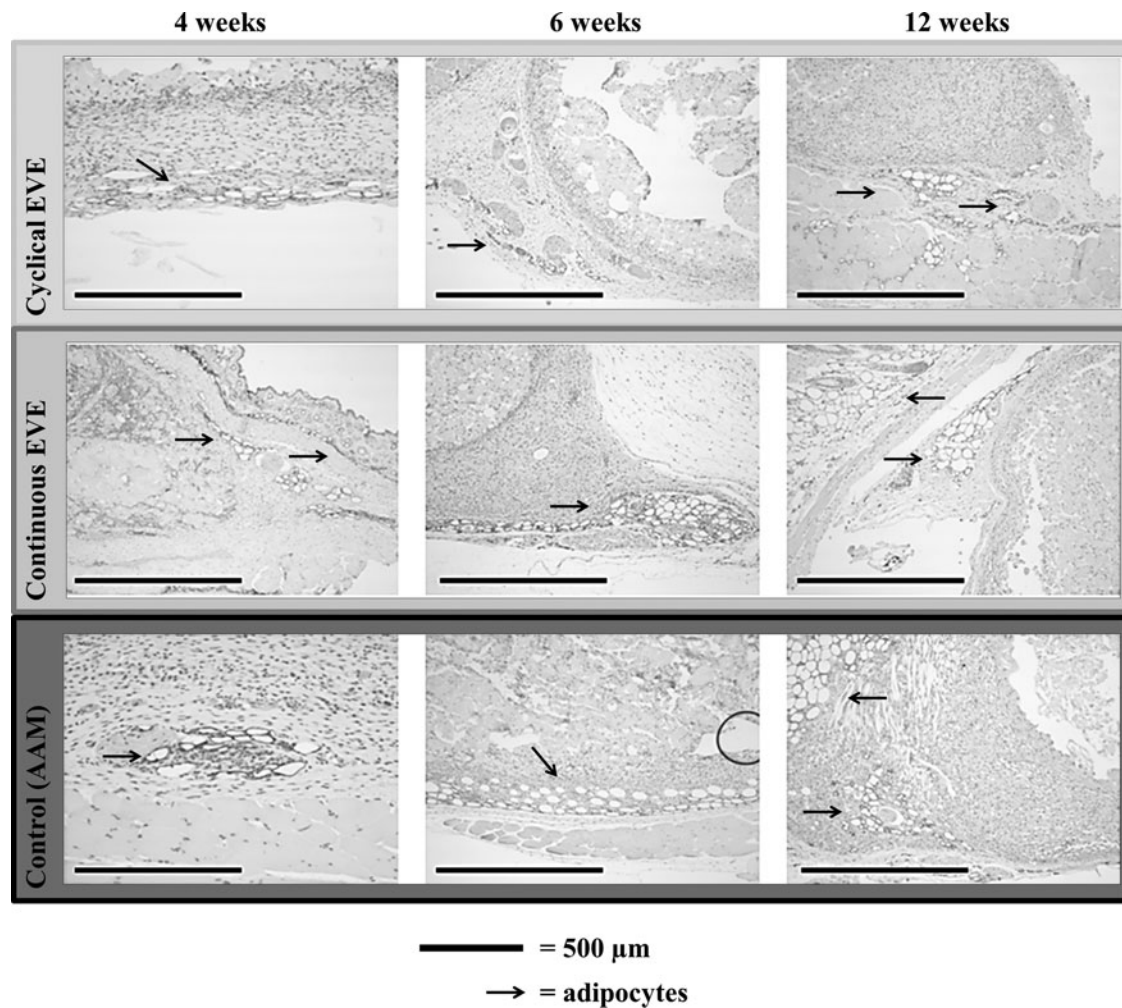 4 weeks 6 weeks 12 weeks
Cyclical EVE
Continuous EVE
Control (AAM)
= 500 µm
= adipocytes